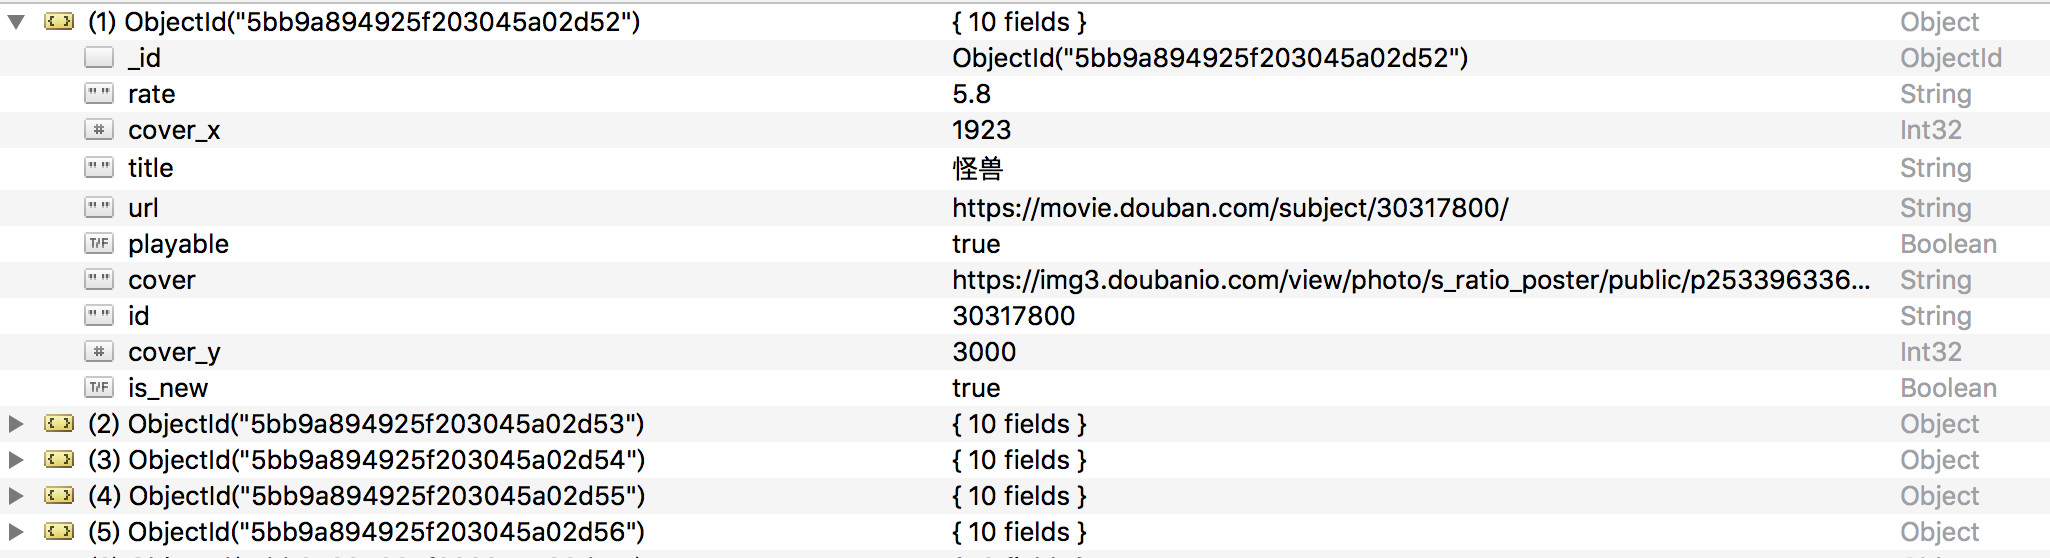 (1) ObjectId("5bb9a894925f203045a02d52") { 10 fields } Object
_id ObjectId("5bb9a894925f203045a02d52") ObjectId
"" rate 5.8 String
# cover_x 1923 Int32
"" title 怪兽 String
"" url https://movie.douban.com/subject/30317800/ String
T/F playable true Boolean
"" cover https://img3.doubanio.com/view/photo/s_ratio_poster/public/p253396336... String
"" id 30317800 String
# cover_y 3000 Int32
T/F is_new true Boolean
(2) ObjectId("5bb9a894925f203045a02d53") { 10 fields } Object
(3) ObjectId("5bb9a894925f203045a02d54") { 10 fields } Object
(4) ObjectId("5bb9a894925f203045a02d55") { 10 fields } Object
(5) ObjectId("5bb9a894925f203045a02d56") { 10 fields } Object